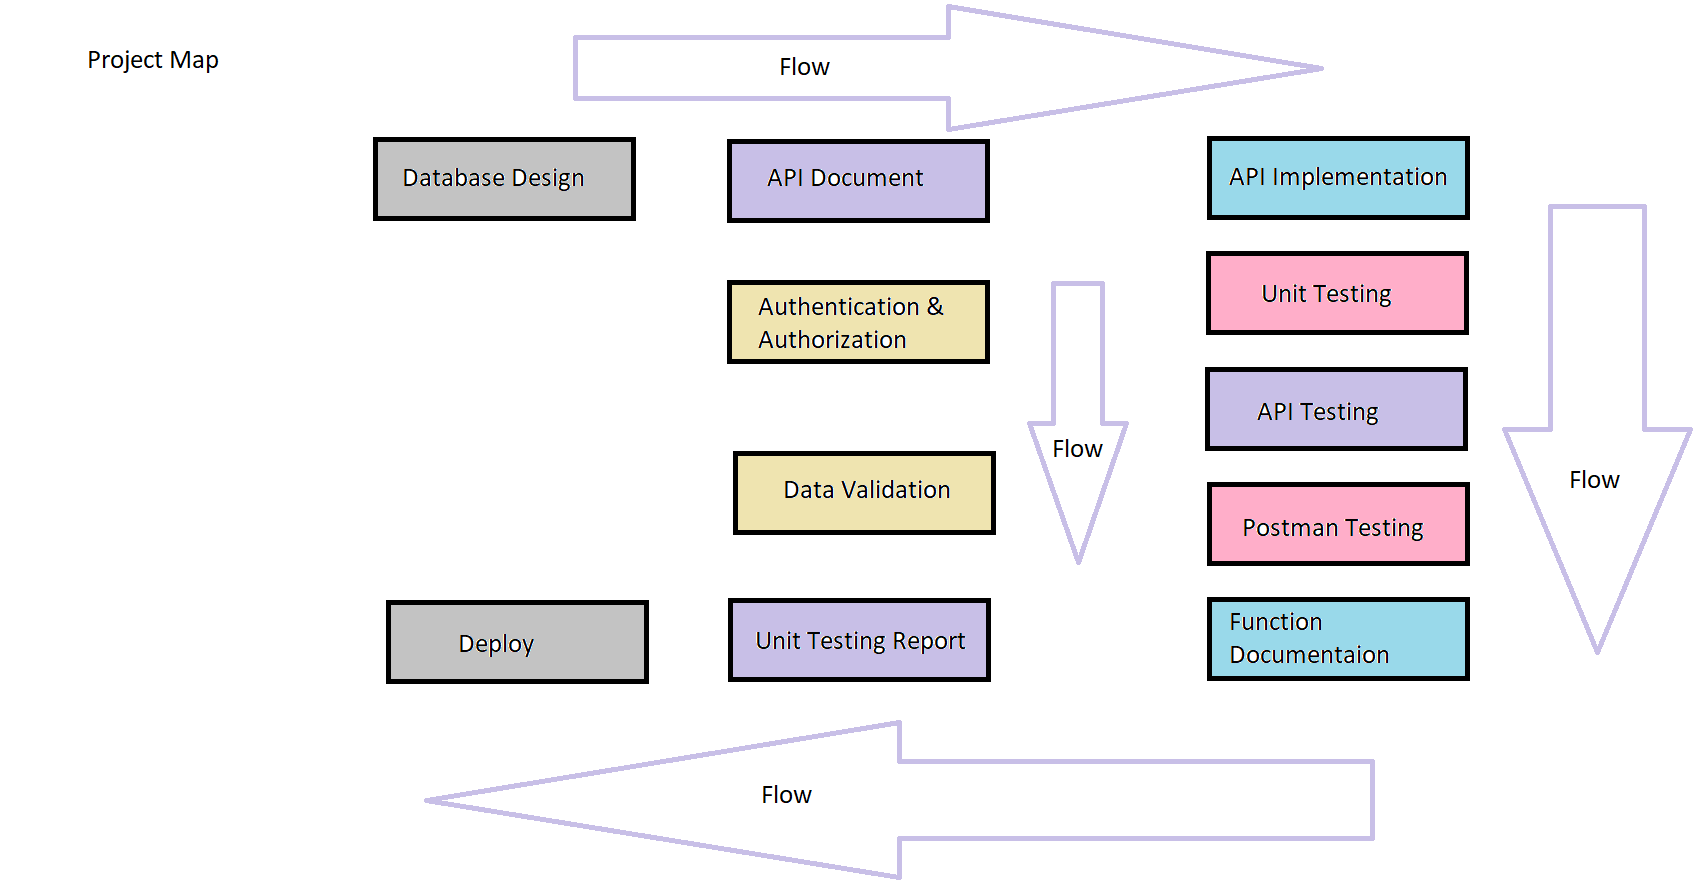 Project Map
Flow
Database Design
API Document
API Implementation
Authentication &
Authorization
Unit Testing
Flow
API Testing
Flow
Data Validation
Postman Testing
Deploy
Unit Testing Report
Function
Documentaion
Flow